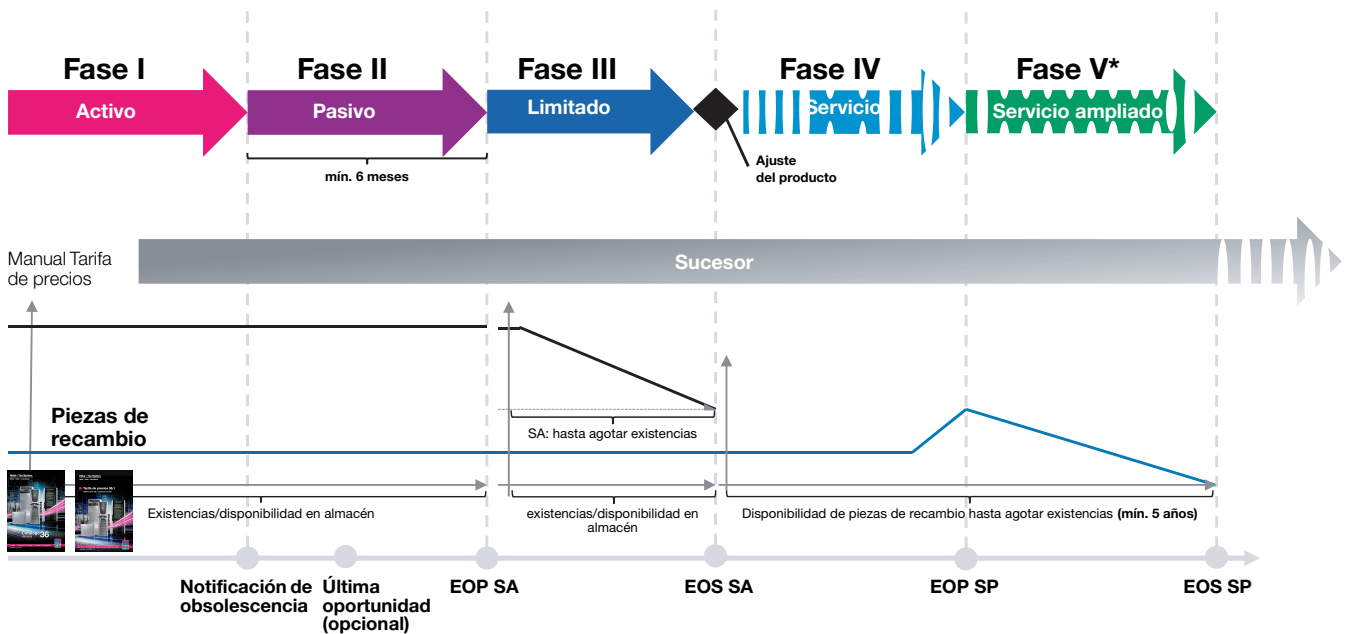 Fase I
Fase II
Fase III
Fase IV
Fase V*
Activo
Pasivo
Limitado
Servicio
Servicio ampliado
mín. 6 meses
Ajuste
del producto
Manual Tarifa
de precios
Sucesor
Piezas de
recambio
SA: hasta agotar existencias
Existencias/disponibilidad en almacén
existencias/disponibilidad en
almacén
Disponibilidad de piezas de recambio hasta agotar existencias (mín. 5 años)
36
Notificación de
obsolescencia
Última
oportunidad
(opcional)
EOP SA
EOS SA
EOP SP
EOS SP